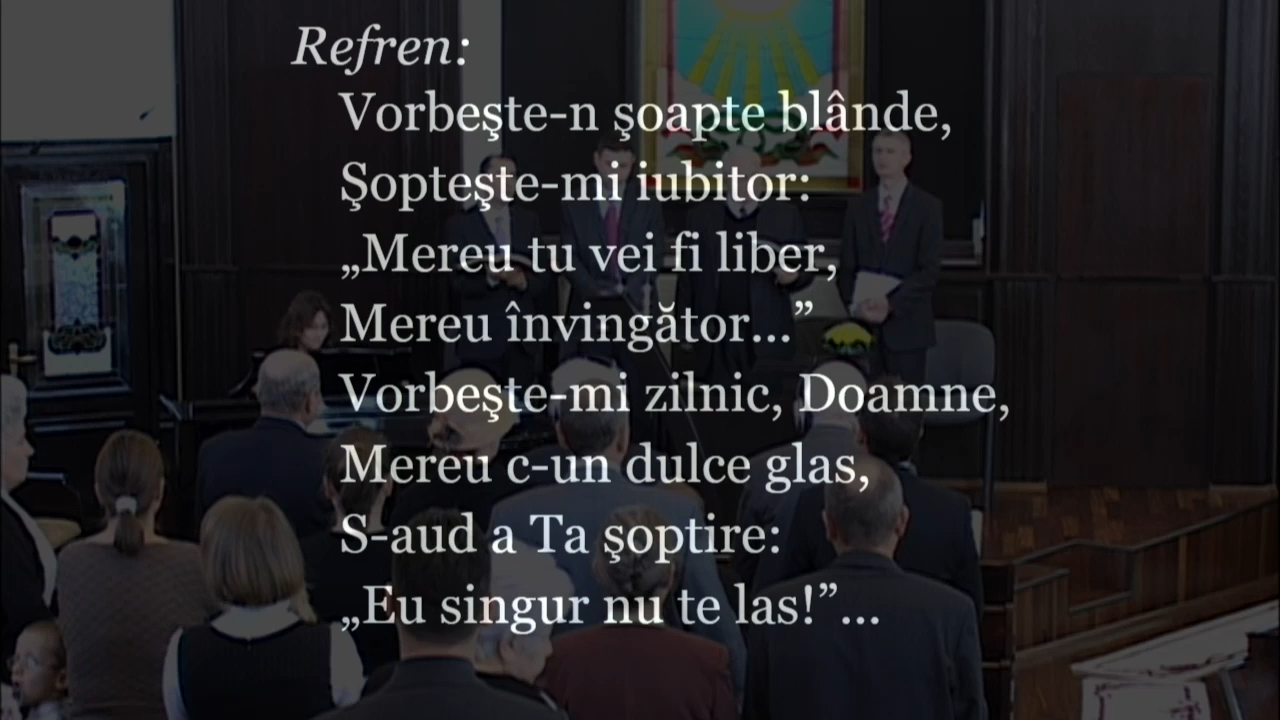 Refren:
Vorbeşte-n şoapte blânde,
Şopteşte-mi iubitor:
„Mereu tu vei fi liber,
Mereu învingător...”
Vorbeşte-mi zilnic, Doamne,
Mereu c-un dulce glas,
S-aud a Ta şoptire:
„Eu singur nu te las!”...